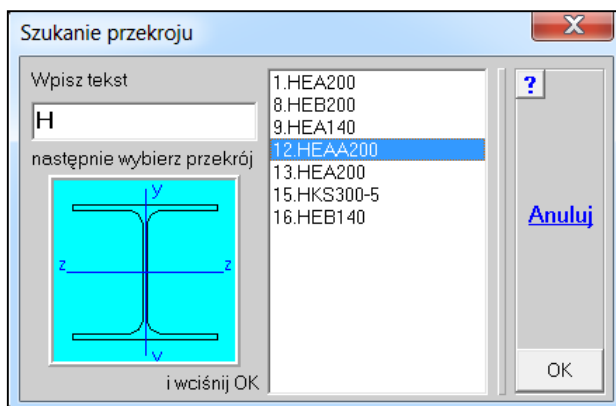 Szukanie przekroju
Wpisz tekst
H
następnie wybierz przekrój
y
z
z
y
i wciśnij OK
1.HEA200
8.HEB200
9.HEA140
12.HEAA200
13.HEA200
15.HKS300-5
16.HEB140
?
Anuluj
OK